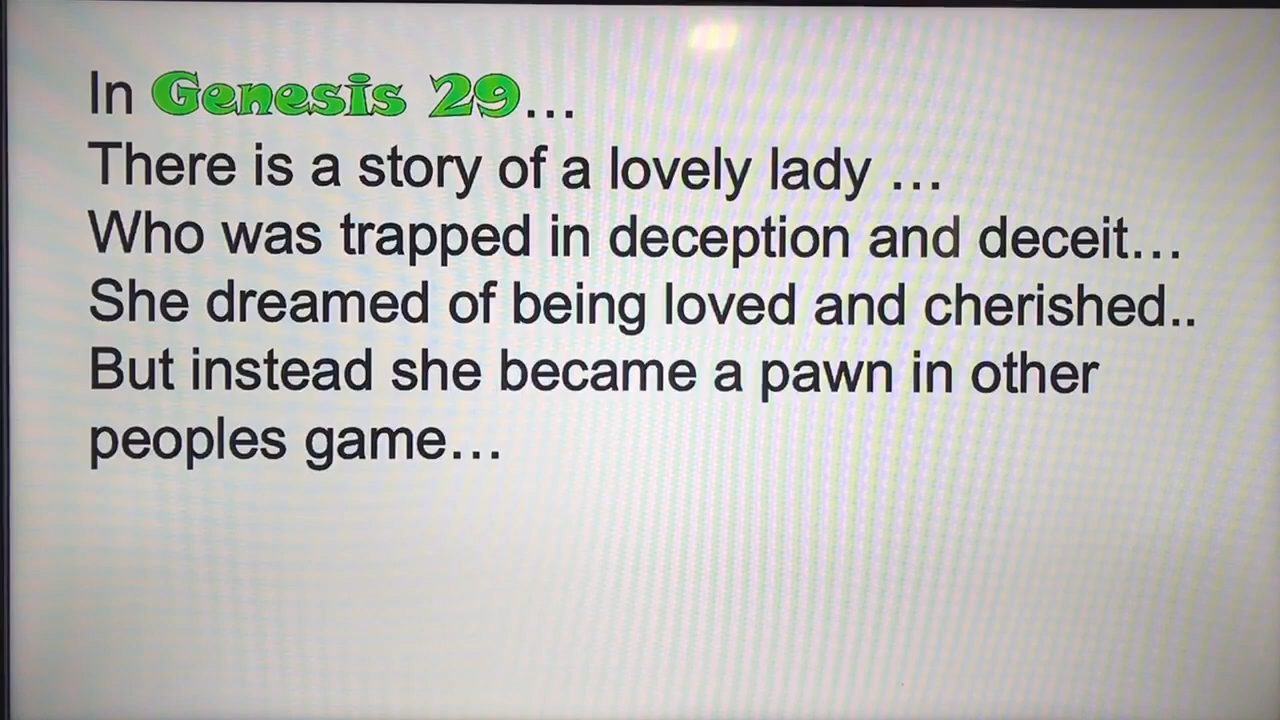 In Genesis 29...
There is a story of a lovely lady ...
Who was trapped in deception and deceit...
She dreamed of being loved and cherished..
But instead she became a pawn in other
peoples game...